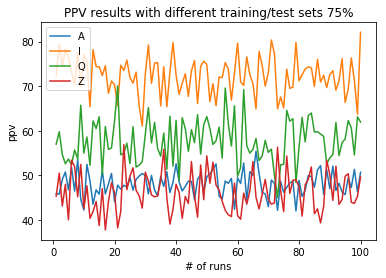 PPV results with different training/test sets 75%
A
I
Q
Z
80
70
60
50
40
ppv
0
20
40
60
80
100
# of runs